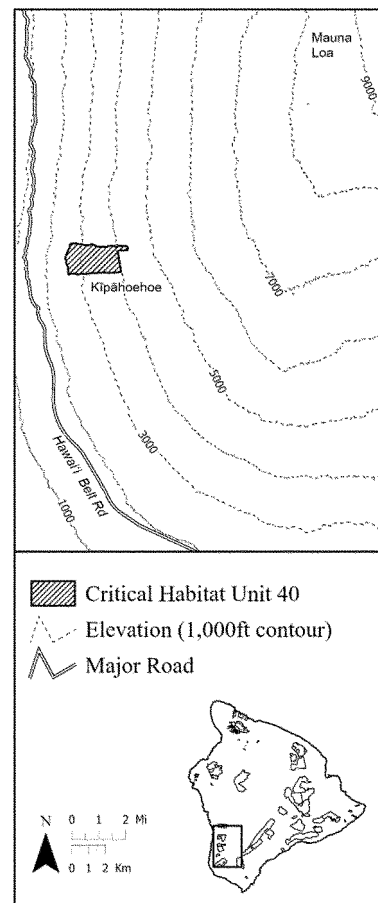 Mauna
Loa
9000
7000
Kīpāhoehoe
5000
3000
Hawai‘i Belt Rd
1000
Critical Habitat Unit 40
Elevation (1,000ft contour)
Major Road
N 0 1 2 Mi
0 1 2 Km